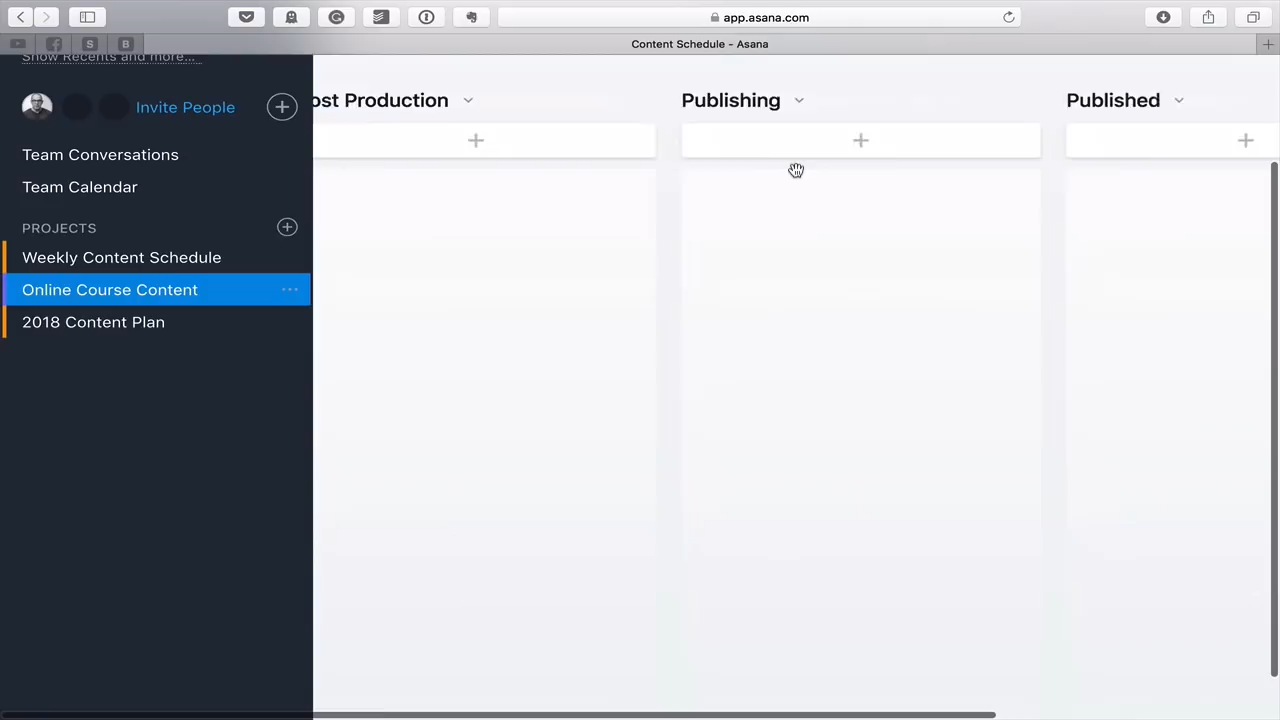 app.asana.com
S
B
Content Schedule – Asana
Show Recents and more...
Invite People
Team Conversations
Team Calendar
PROJECTS
Weekly Content Schedule
Online Course Content
2018 Content Plan
ost Production
Publishing
Published